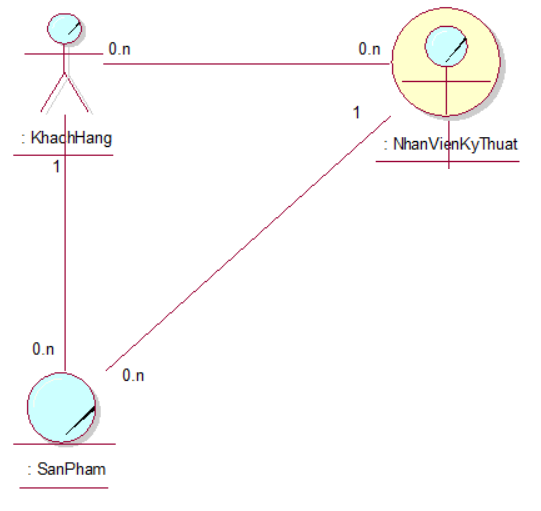 0.n
0.n
: KhachHang
1
1
: NhanVienKyThuat
0.n
0.n
: SanPham